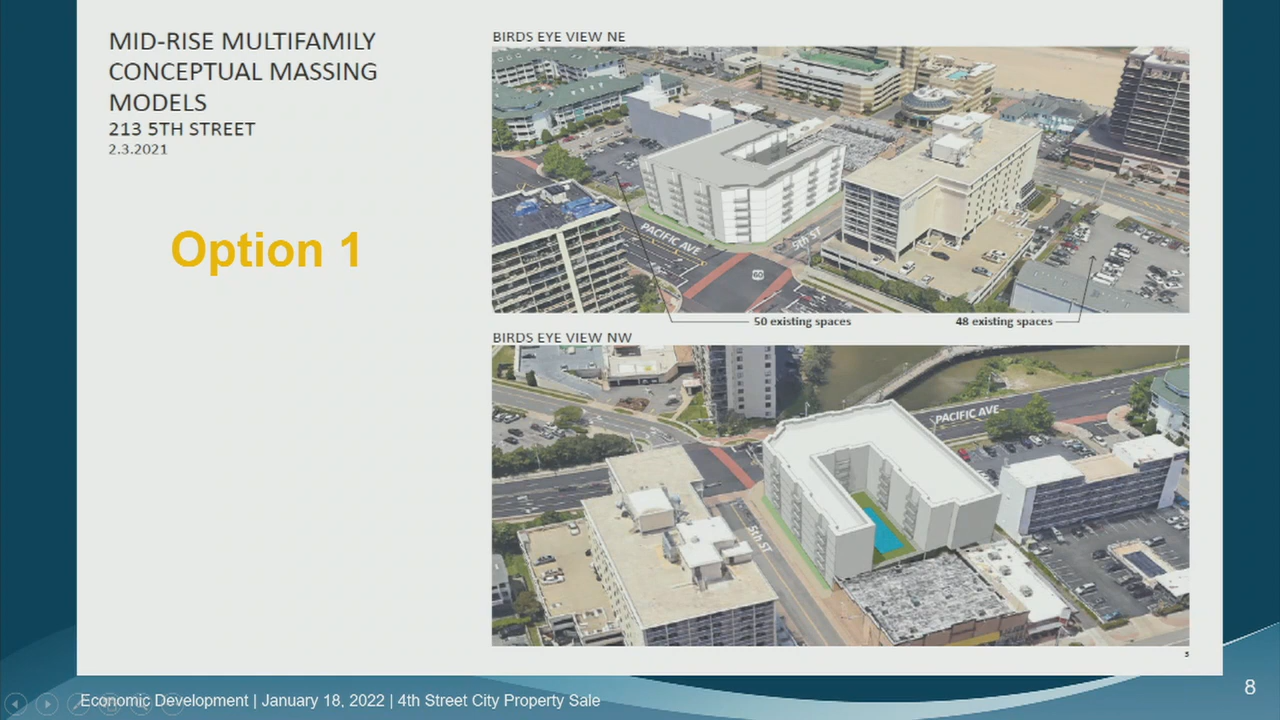 MID-RISE MULTIFAMILY
CONCEPTUAL MASSING
MODELS
213 5TH STREET
2.3.2021
Option 1
BIRDS EYE VIEW NE
PACIFIC AVE
5th ST
60
50 existing spaces
48 existing spaces
BIRDS EYE VIEW NW
PACIFIC AVE
5th ST
5
Economic Development | January 18, 2022 | 4th Street City Property Sale
8